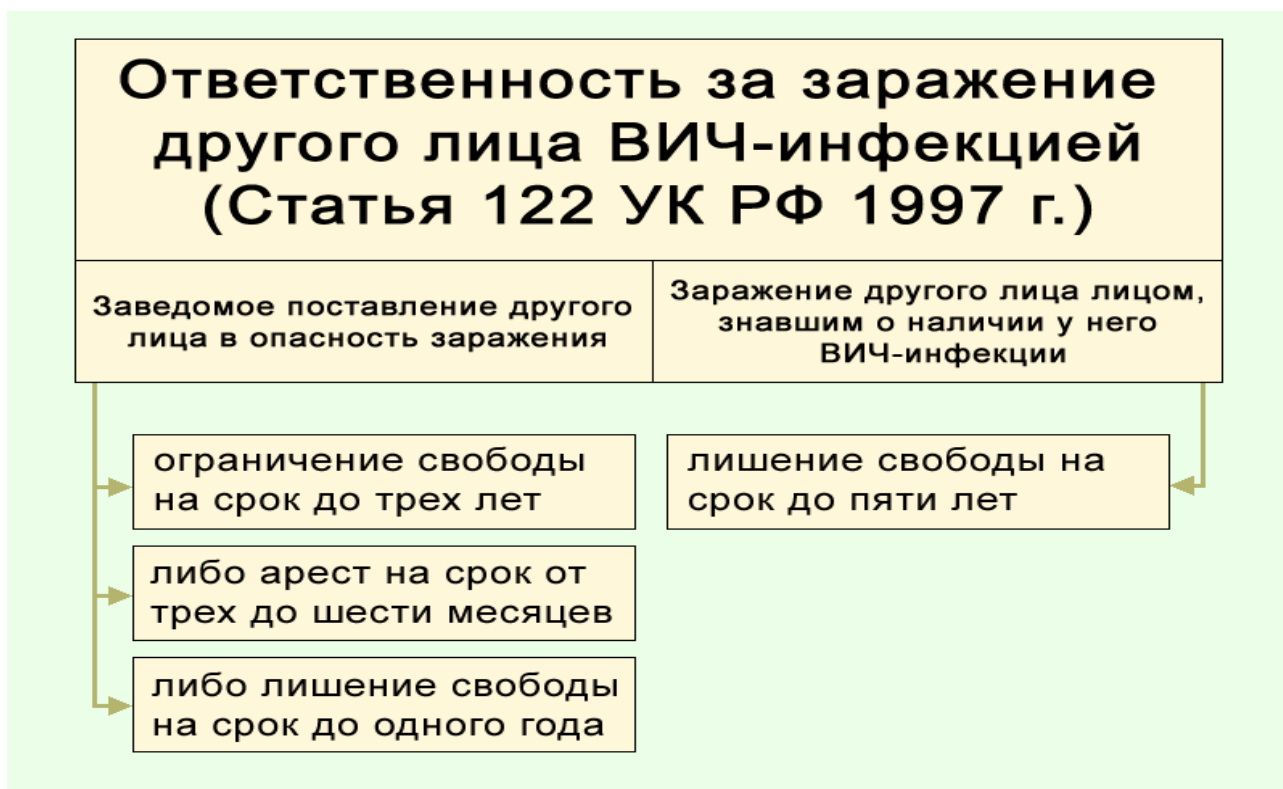 Ответственность за заражение
другого лица ВИЧ-инфекцией
(Статья 122 УК РФ 1997 г.)
Заведомое поставление другого
лица в опасность заражения
Заражение другого лица лицом,
знавшим о наличии у него
ВИЧ-инфекции
ограничение свободы
на срок до трех лет
либо арест на срок от
трех до шести месяцев
либо лишение свободы
на срок до одного года
лишение свободы на
срок до пяти лет